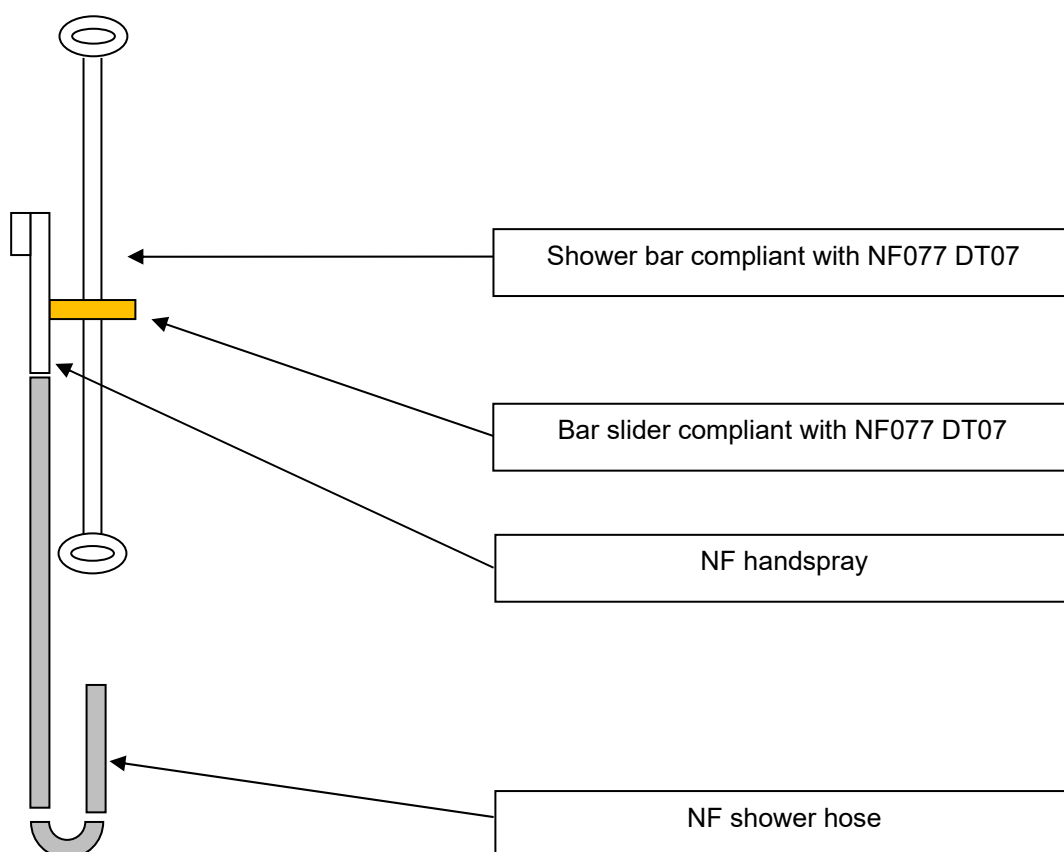 Shower bar compliant with NF077 DT07
Bar slider compliant with NF077 DT07
NF handspray
NF shower hose